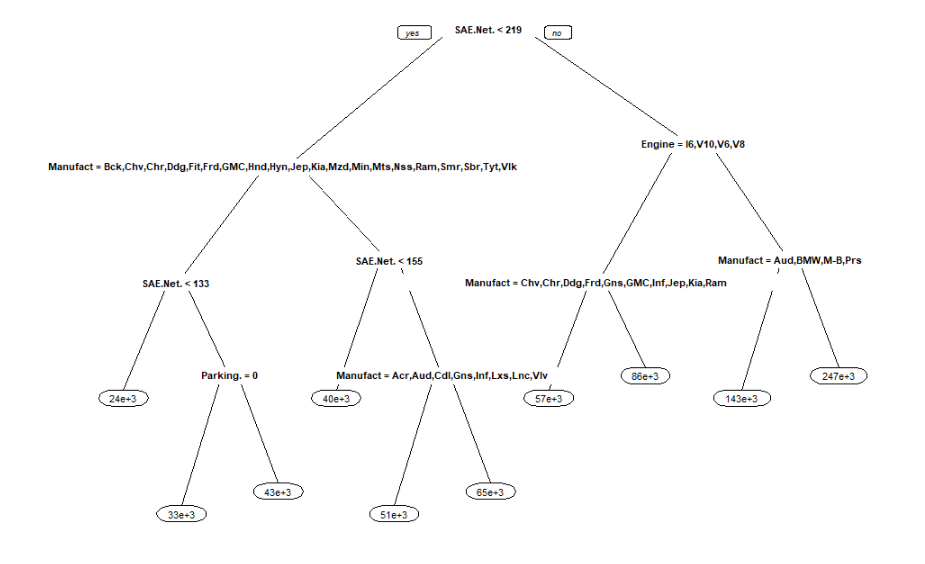 yes
SAE.Net. < 219
no
Engine = I6,V10,V6,V8
Manufact = Bck,Chv,Chr,Ddg,Fit,Frd,GMC,Hnd,Hyn,Jep,Kia,Mzd,Min,Mts,Nss,Ram,Smr,Sbr,Tyt,Vlk
SAE.Net. < 155
Manufact = Aud,BMW,M-B,Prs
SAE.Net. < 133
Manufact = Chv,Chr,Ddg,Frd,Gns,GMC,Inf,Jep,Kia,Ram
Parking. = 0
Manufact = Acr,Aud,Cdl,Gns,Inf,Lxs,Lnc,Vlv
86e+3
247e+3
24e+3
40e+3
57e+3
143e+3
43e+3
65e+3
33e+3
51e+3